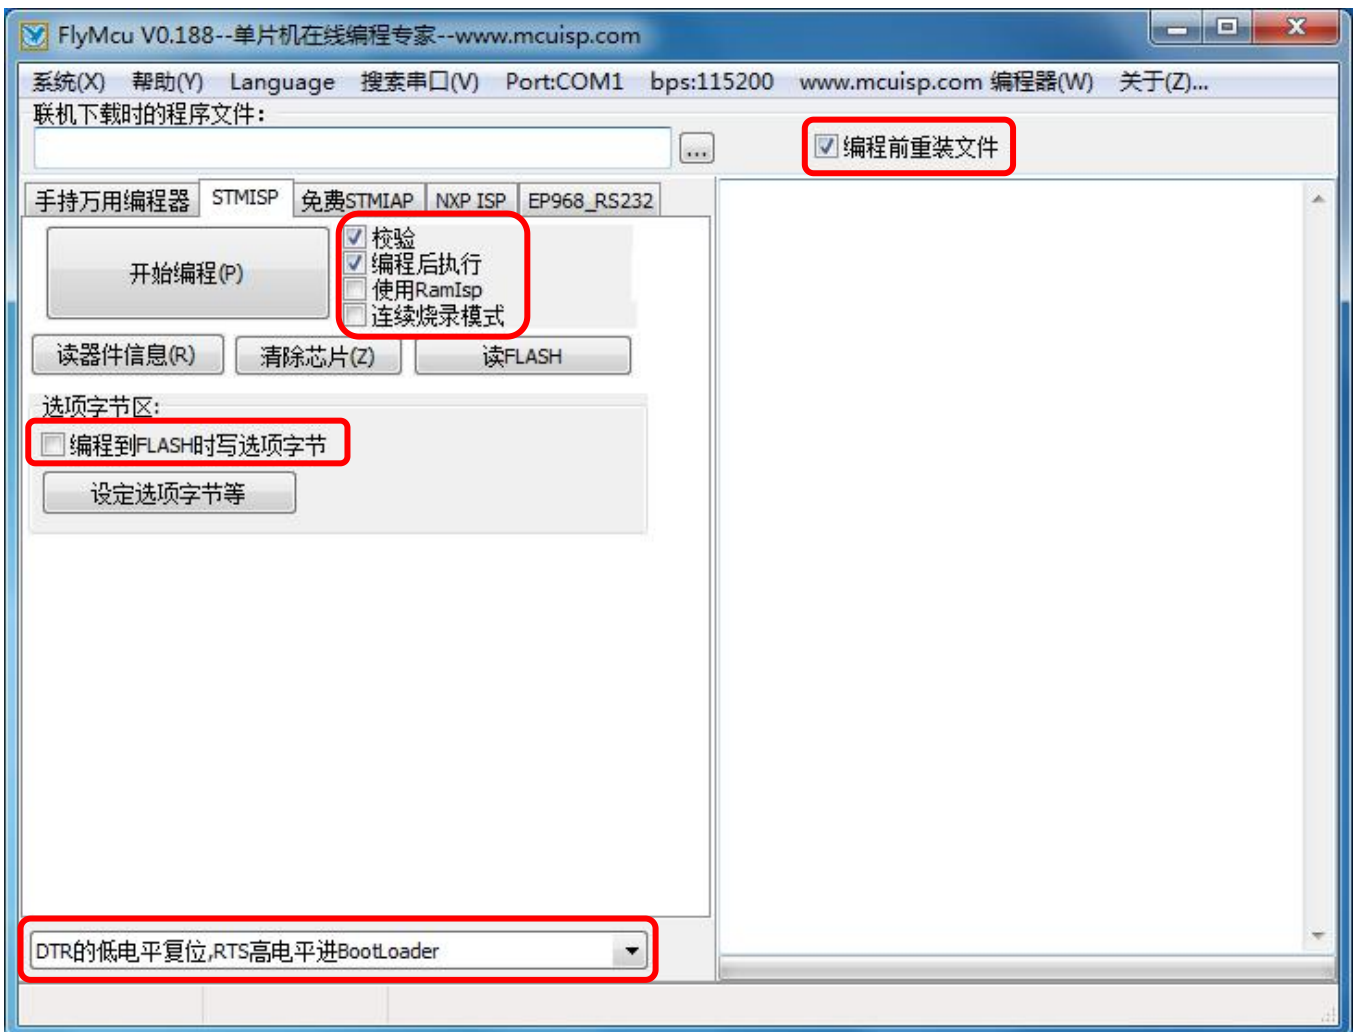 FlyMcu V0.188--单片机在线编程专家--www.mcuisp.com
系统(X) 帮助(Y) Language 搜索串口(V) Port:COM1 bps:115200 www.mcuisp.com 编程器(W) 关于(Z)...
联机下载时的程序文件:
...
编程前重装文件
手持万用编程器 STMISP 免费STMIAP NXP ISP EP968_RS232
开始编程(P)
校验
编程后执行
使用RamIsp
连续烧录模式
读器件信息(R) 清除芯片(Z) 读FLASH
选项字节区:
编程到FLASH时写选项字节
设定选项字节等
DTR的低电平复位,RTS高电平进BootLoader